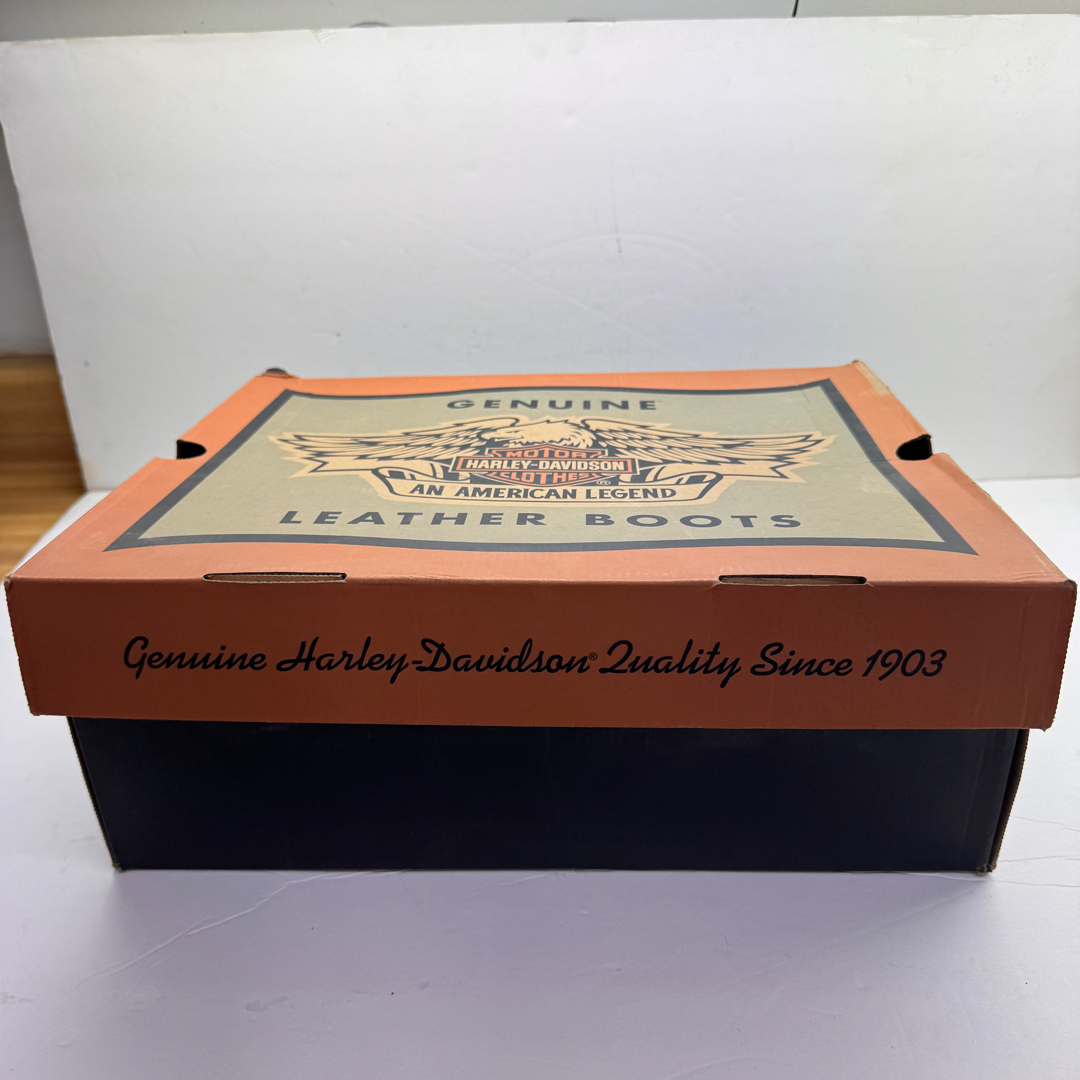 GENUINE
MOTOR
HARLEY-DAVIDSON
CLOTHES
®
AN AMERICAN LEGEND
LEATHER BOOTS
Genuine Harley-Davidson® Quality Since 1903